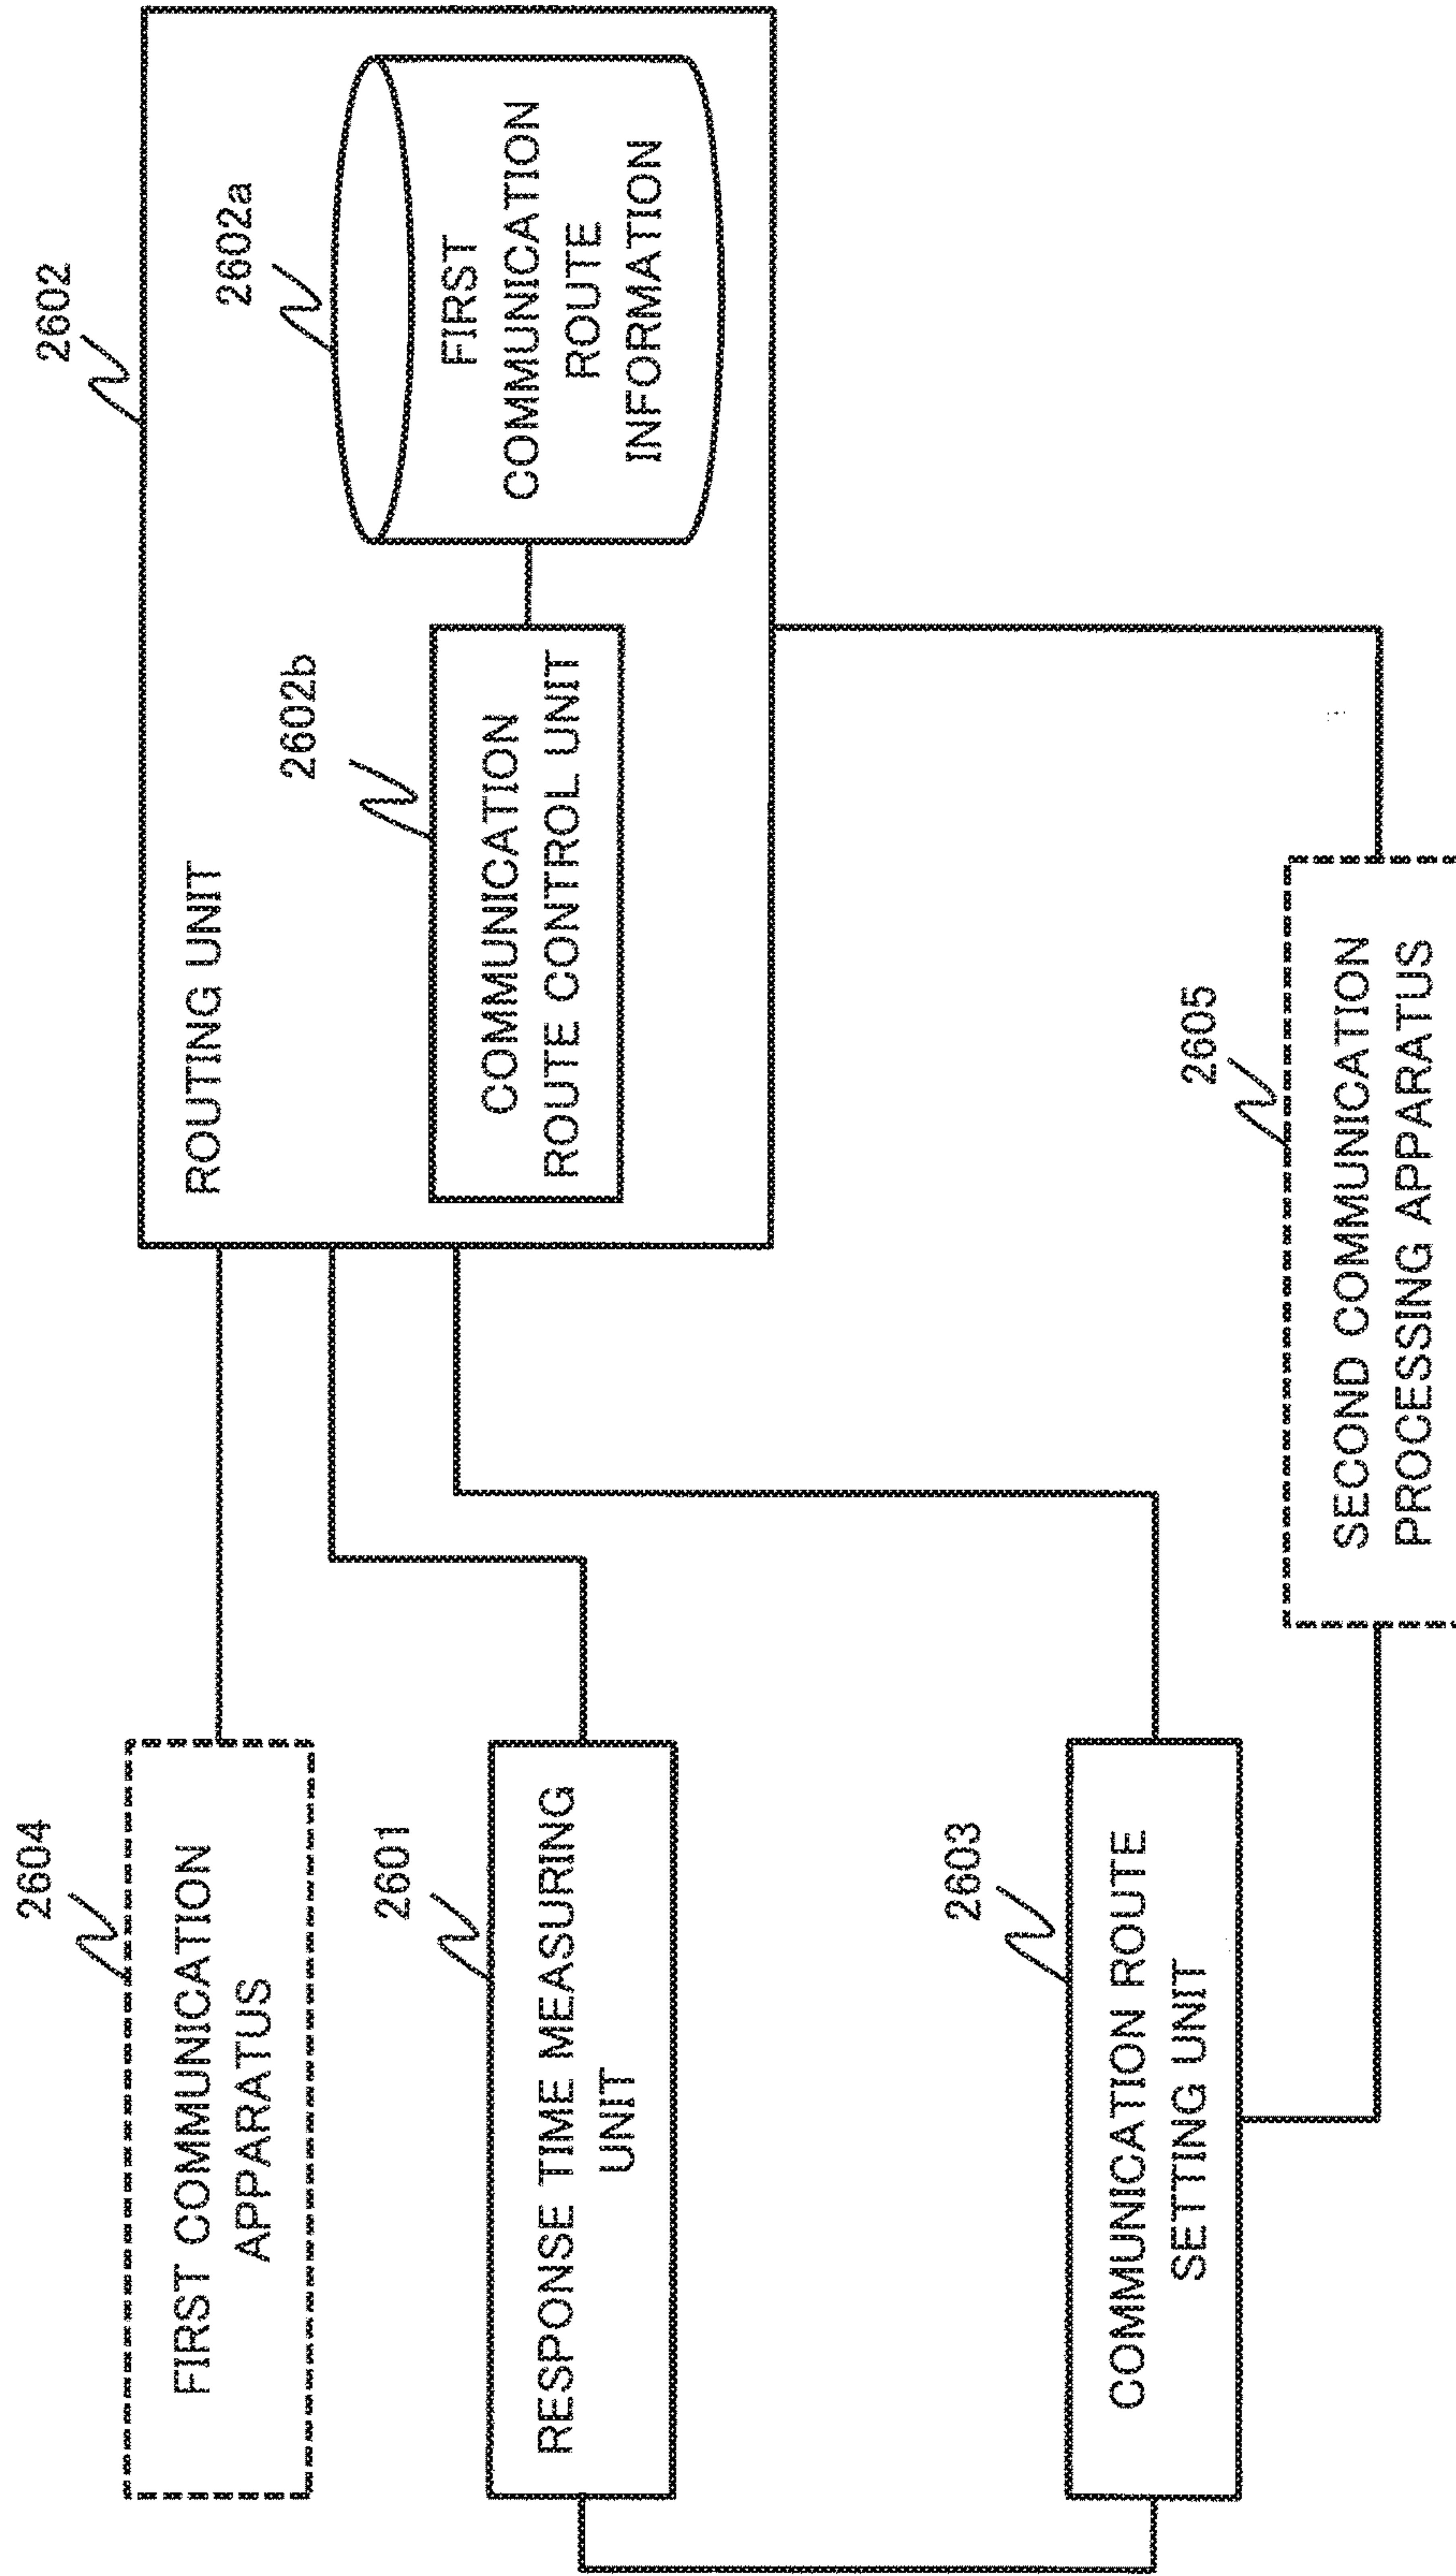 2604
FIRST COMMUNICATION
APPARATUS
2601
RESPONSE TIME MEASURING
UNIT
2603
COMMUNICATION ROUTE
SETTING UNIT
2602
ROUTING UNIT
2602b
COMMUNICATION
ROUTE CONTROL UNIT
2602a
FIRST
COMMUNICATION
ROUTE
INFORMATION
2605
SECOND COMMUNICATION
PROCESSING APPARATUS